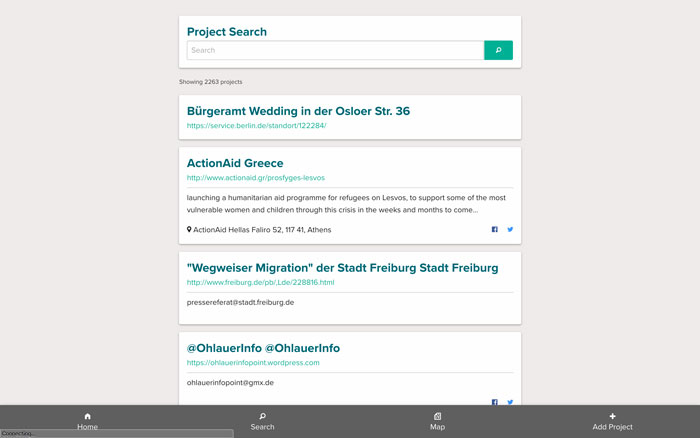 Project Search
Search
Showing 2263 projects
Bürgeramt Wedding in der Osloer Str. 36
https://service.berlin.de/standort/122284/
ActionAid Greece
http://www.actionaid.gr/prosfyges-lesvos
launching a humanitarian aid programme for refugees on Lesvos, to support some of the most
vulnerable women and children through this crisis in the weeks and months to come...
ActionAid Hellas Faliro 52, 117 41, Athens
"Wegweiser Migration" der Stadt Freiburg Stadt Freiburg
http://www.freiburg.de/pb/,Lde/228816.html
pressereferat@stadt.freiburg.de
@OhlauerInfo @OhlauerInfo
https://ohlauerinfopoint.wordpress.com
ohlauerinfopoint@gmx.de
Home
Search
Map
Add Project
Connecting...